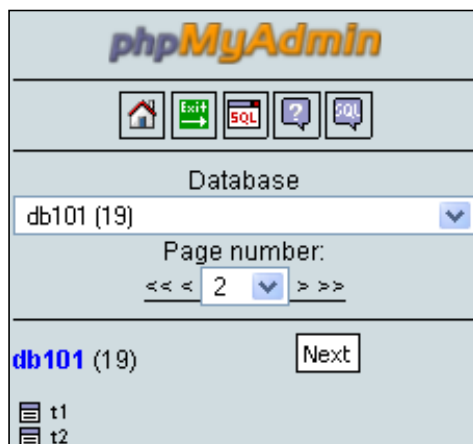 phpMyAdmin
Exit SQL ? SQL
Database
db101 (19)
Page number:
<< < 2 > >>
db101 (19) Next
t1
t2